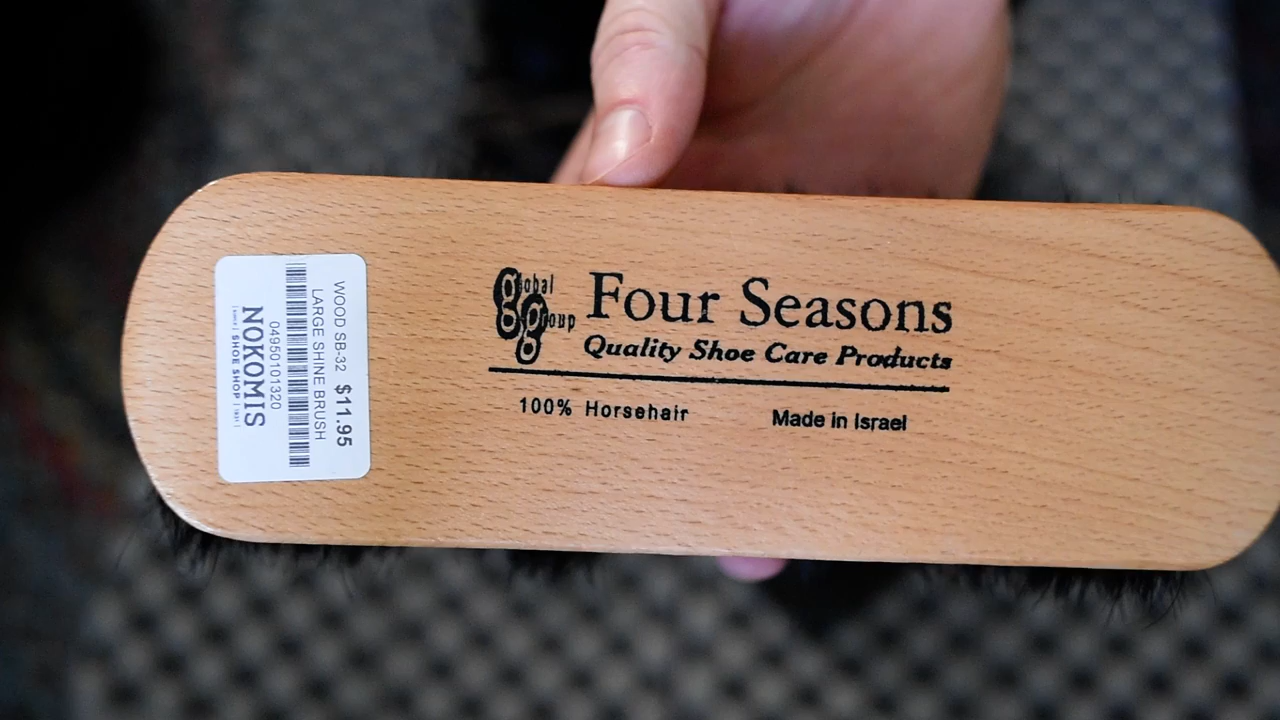 WOOD SB-32 $11.95
LARGE SHINE BRUSH
04950101320
NOKOMIS
SHOE SHOP
global
group
g
Four Seasons
Quality Shoe Care Products
100% Horsehair
Made in Israel